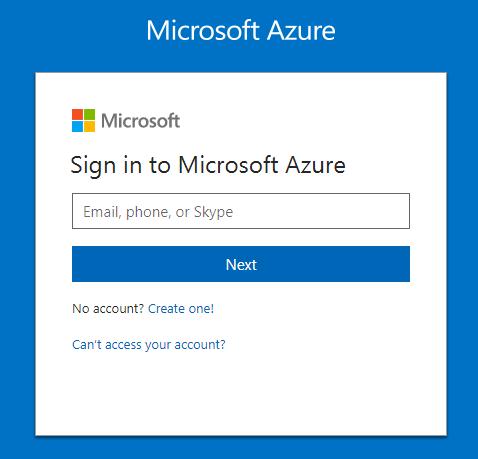 Microsoft Azure
Microsoft
Sign in to Microsoft Azure
Email, phone, or Skype
Next
No account? Create one!
Can't access your account?